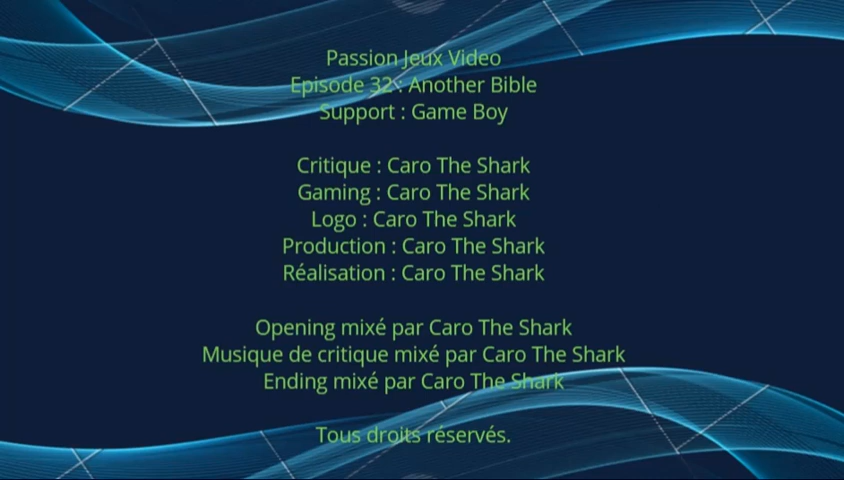 Passion Jeux Video
Episode 32 : Another Bible
Support : Game Boy
Critique : Caro The Shark
Gaming : Caro The Shark
Logo : Caro The Shark
Production : Caro The Shark
Réalisation : Caro The Shark
Opening mixé par Caro The Shark
Musique de critique mixé par Caro The Shark
Ending mixé par Caro The Shark
Tous droits réservés.